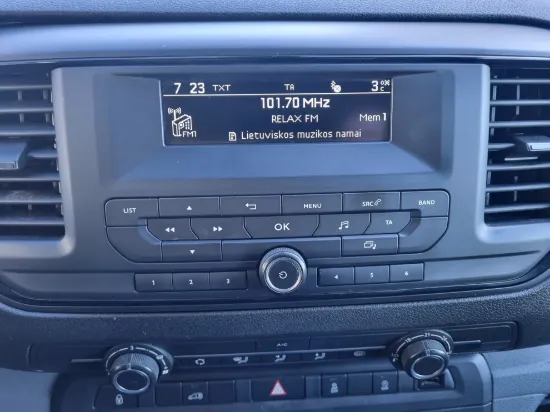 7 23 TXT TA 3 °C
101.70 MHz
FM1 RELAX FM Mem 1
Lietuviskos muzikos namai
LIST MENU SRC BAND
OK TA
1 2 3 4 5 6
A/C